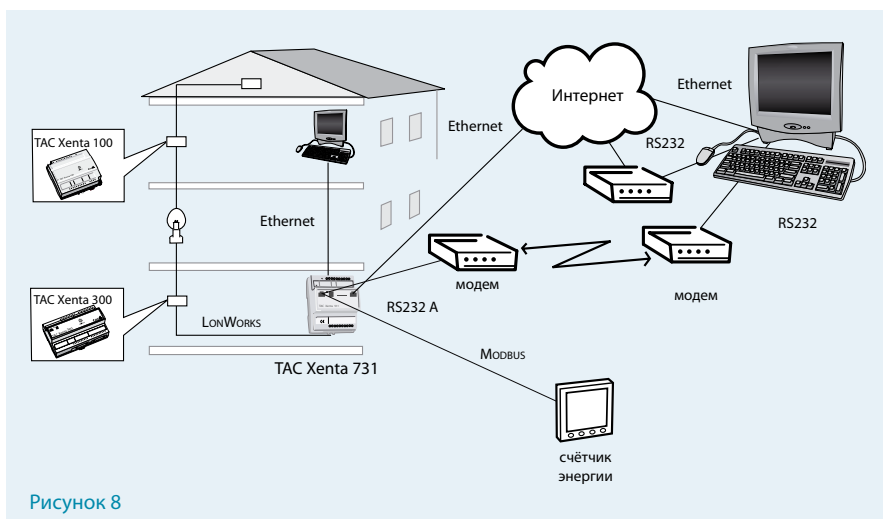 Интернет
Ethernet
Ethernet
RS232
TAC Xenta 100
Ethernet
RS232
модем
модем
TAC Xenta 300
LonWorks
RS232 A
TAC Xenta 731
Modbus
счётчик
энергии
Рисунок 8